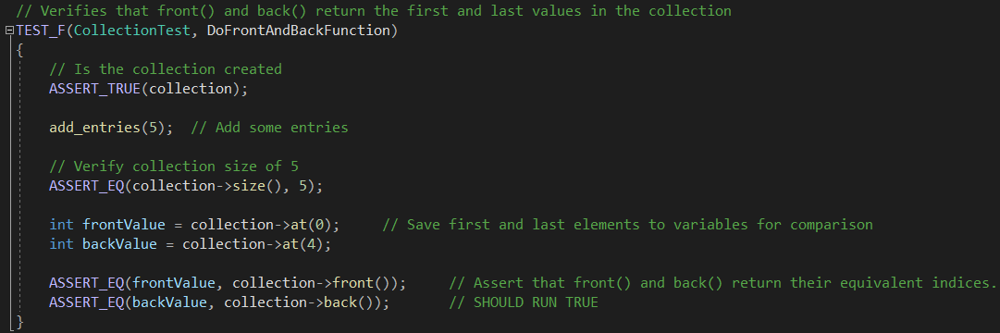 // Verifies that front() and back() return the first and last values in the collection
TEST_F(CollectionTest, DoFrontAndBackFunction)
{
    // Is the collection created
    ASSERT_TRUE(collection);

    add_entries(5);  // Add some entries

    // Verify collection size of 5
    ASSERT_EQ(collection->size(), 5);

    int frontValue = collection->at(0);     // Save first and last elements to variables for comparison
    int backValue = collection->at(4);

    ASSERT_EQ(frontValue, collection->front());     // Assert that front() and back() return their equivalent indices.
    ASSERT_EQ(backValue, collection->back());       // SHOULD RUN TRUE
}